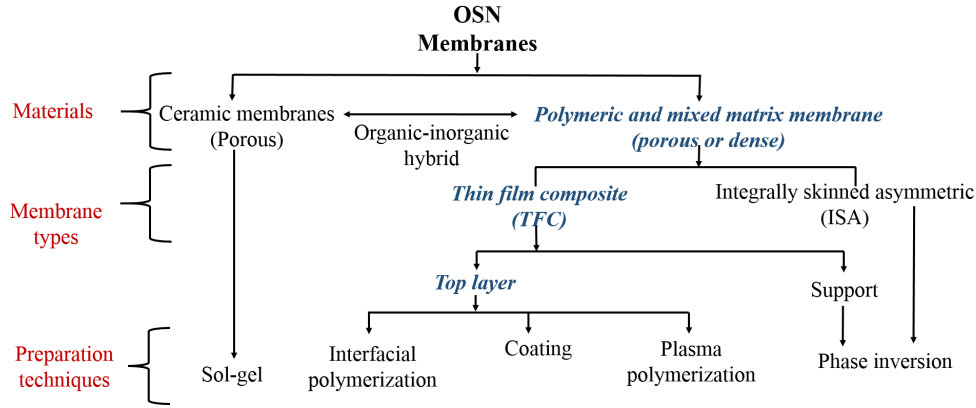 OSN
Membranes
Materials
Ceramic membranes
(Porous)
Organic-inorganic
hybrid
Polymeric and mixed matrix membrane
(porous or dense)
Membrane
types
Thin film composite
(TFC)
Integrally skinned asymmetric
(ISA)
Top layer
Support
Preparation
techniques
Sol-gel
Interfacial
polymerization
Coating
Plasma
polymerization
Phase inversion